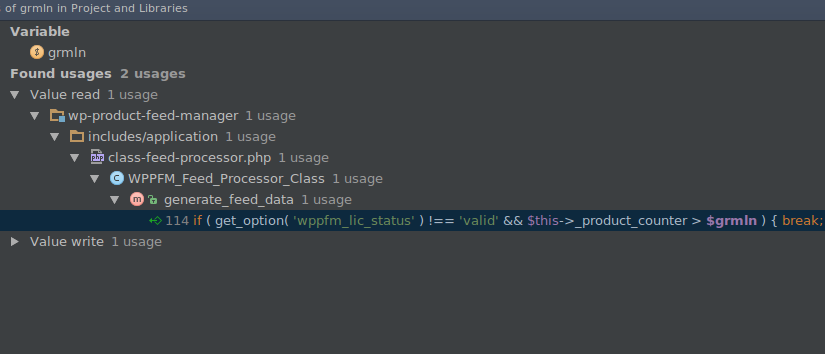 of grmln in Project and Libraries
Variable
$ grmln
Found usages 2 usages
Value read 1 usage
wp-product-feed-manager 1 usage
includes/application 1 usage
php class-feed-processor.php 1 usage
C WPPFM_Feed_Processor_Class 1 usage
m generate_feed_data 1 usage
114 if ( get_option( 'wppfm_lic_status' ) !== 'valid' && $this->_product_counter > $grmln ) { break;
Value write 1 usage